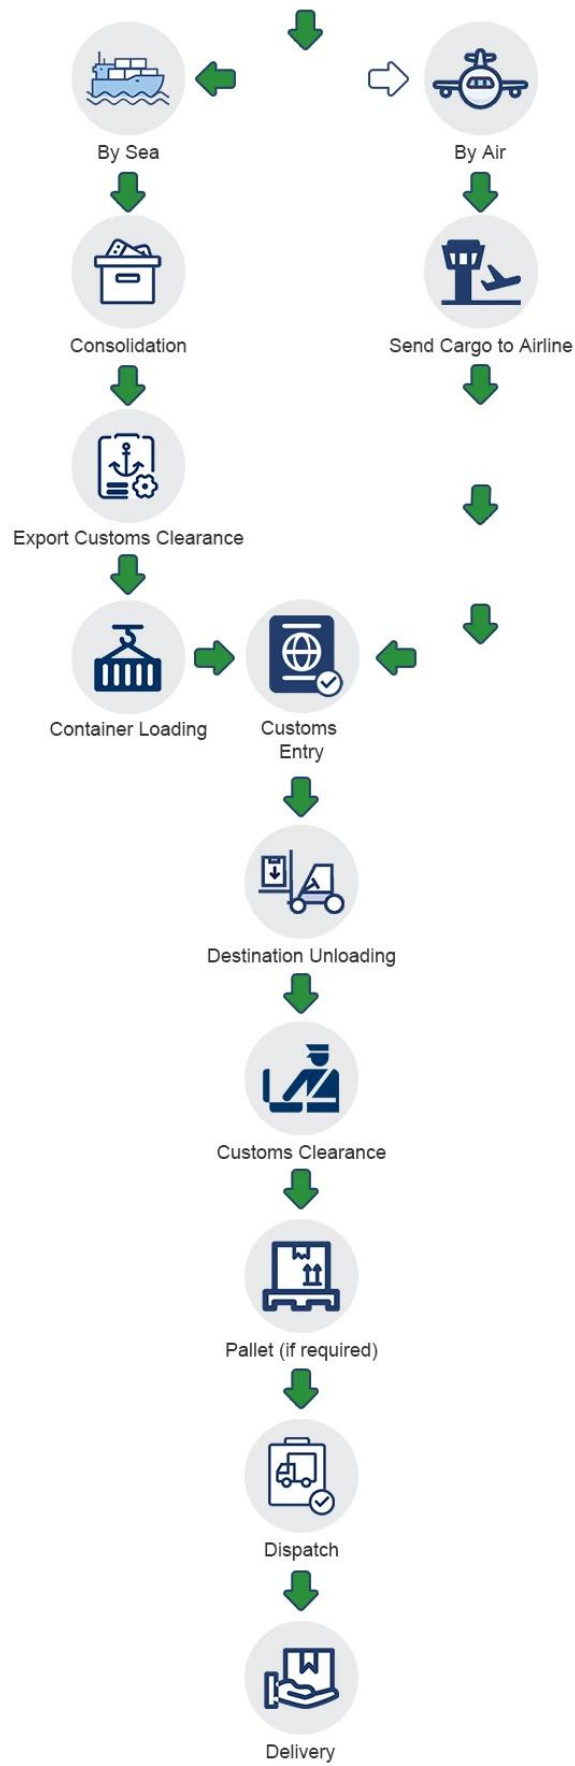 By Sea
By Air
Consolidation
Send Cargo to Airline
Export Customs Clearance
Container Loading
Customs
Entry
Destination Unloading
Customs Clearance
Pallet (if required)
Dispatch
Delivery